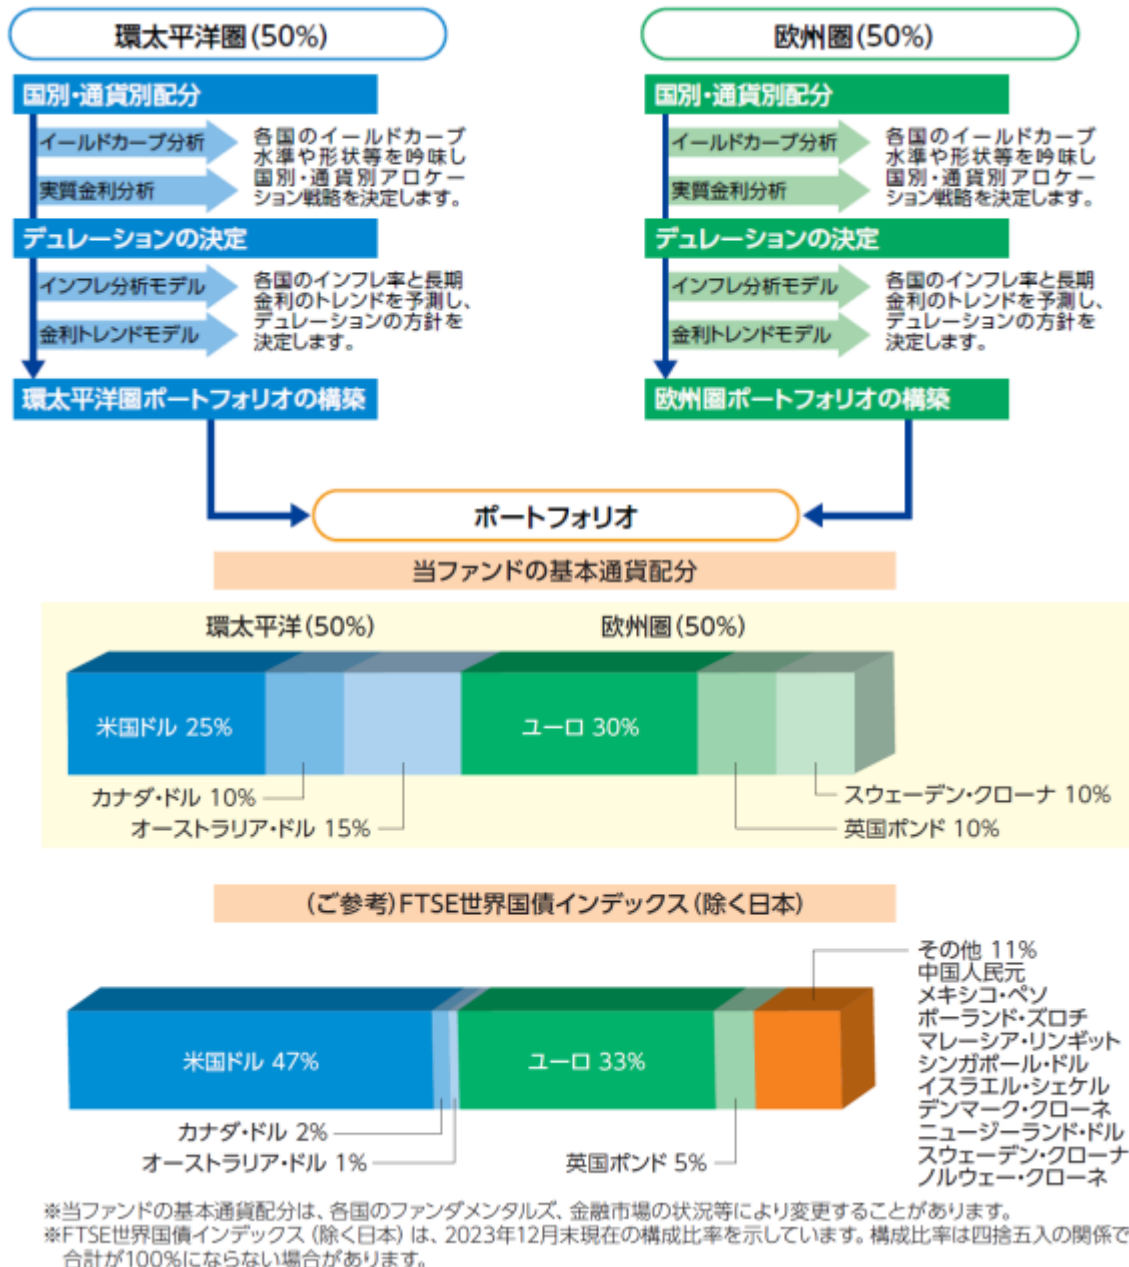 環太平洋圏(50%)
国別・通貨別配分
イールドカーブ分析
実質金利分析
各国のイールドカーブ
水準や形状等を吟味し
国別・通貨別アロケー
ション戦略を決定します。
デュレーションの決定
インフレ分析モデル
金利トレンドモデル
各国のインフレ率と長期
金利のトレンドを予測し、
デュレーションの方針を
決定します。
環太平洋圏ポートフォリオの構築
欧州圏(50%)
国別・通貨別配分
イールドカーブ分析
実質金利分析
各国のイールドカーブ
水準や形状等を吟味し
国別・通貨別アロケー
ション戦略を決定します。
デュレーションの決定
インフレ分析モデル
金利トレンドモデル
各国のインフレ率と長期
金利のトレンドを予測し、
デュレーションの方針を
決定します。
欧州圏ポートフォリオの構築
ポートフォリオ
当ファンドの基本通貨配分
環太平洋(50%)
欧州圏(50%)
米国ドル 25%
ユーロ 30%
カナダ・ドル 10%
オーストラリア・ドル 15%
スウェーデン・クローナ 10%
英国ポンド 10%
(ご参考)FTSE世界国債インデックス(除く日本)
米国ドル 47%
ユーロ 33%
カナダ・ドル 2%
オーストラリア・ドル 1%
英国ポンド 5%
その他 11%
中国人民元
メキシコ・ペソ
ポーランド・ズロチ
マレーシア・リンギット
シンガポール・ドル
イスラエル・シェケル
デンマーク・クローネ
ニュージーランド・ドル
スウェーデン・クローナ
ノルウェー・クローネ
※当ファンドの基本通貨配分は、各国のファンダメンタルズ、金融市場の状況等により変更することがあります。
※FTSE世界国債インデックス(除く日本)は、2023年12月末現在の構成比率を示しています。構成比率は四捨五入の関係で
合計が100%にならない場合があります。